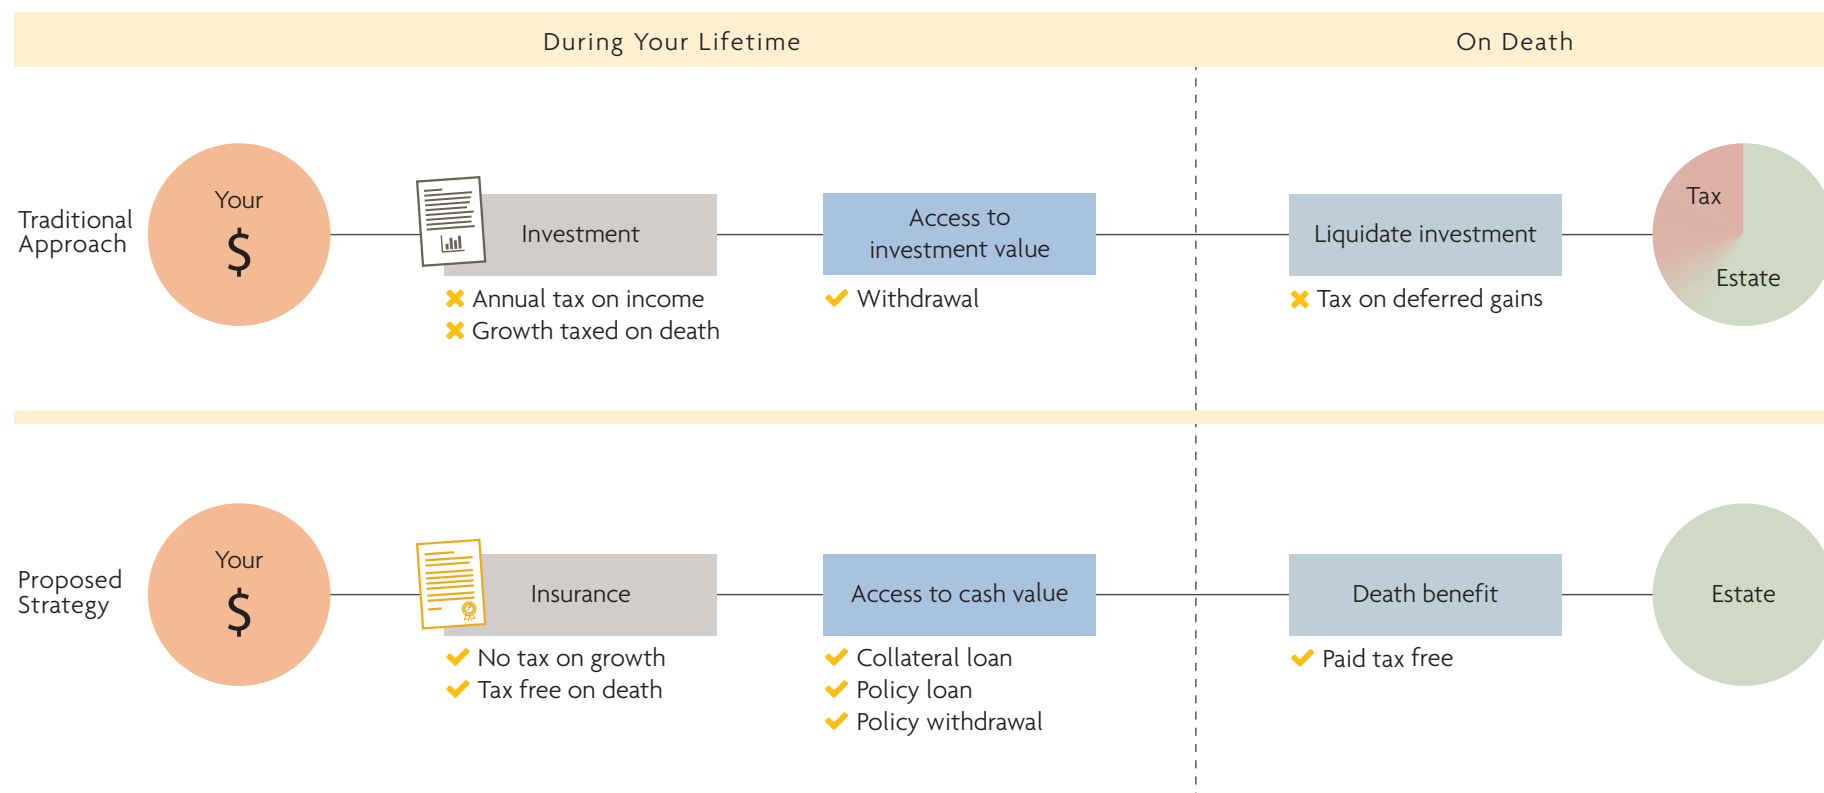 During Your Lifetime
On Death
Traditional
Approach
Your
$
Investment
Annual tax on income
Growth taxed on death
Access to
investment value
Withdrawal
Liquidate investment
Tax on deferred gains
Tax
Estate
Proposed
Strategy
Your
$
Insurance
No tax on growth
Tax free on death
Access to cash value
Collateral loan
Policy loan
Policy withdrawal
Death benefit
Paid tax free
Estate